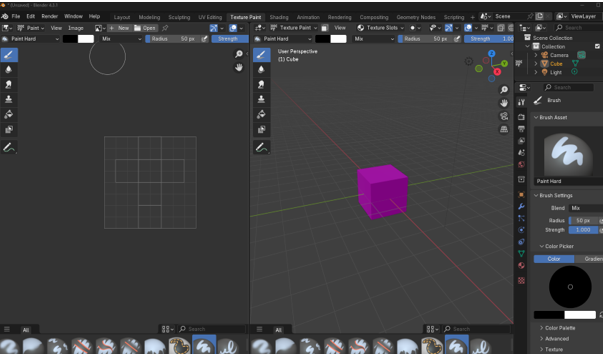 * (Unsaved) - Blender 4.5.1
File Edit Render Window Help Layout Modeling Sculpting UV Editing Texture Paint Shading Animation Rendering Compositing Geometry Nodes Scripting + Scene ViewLayer
Paint View Image + New Open Texture Paint View Texture Slots
Paint Hard Mix Radius 50 px Strength Paint Hard Mix Radius 50 px Strength 1.00
User Perspective
(1) Cube
Scene Collection
Collection
Camera
Cube
Light
Search
Brush
Brush Asset
Paint Hard
Brush Settings
Blend Mix
Radius 50 px
Strength 1.000
Color Picker
Color Gradien
Color Palette
Advanced
Texture
All Search All Search
X
Y
Z